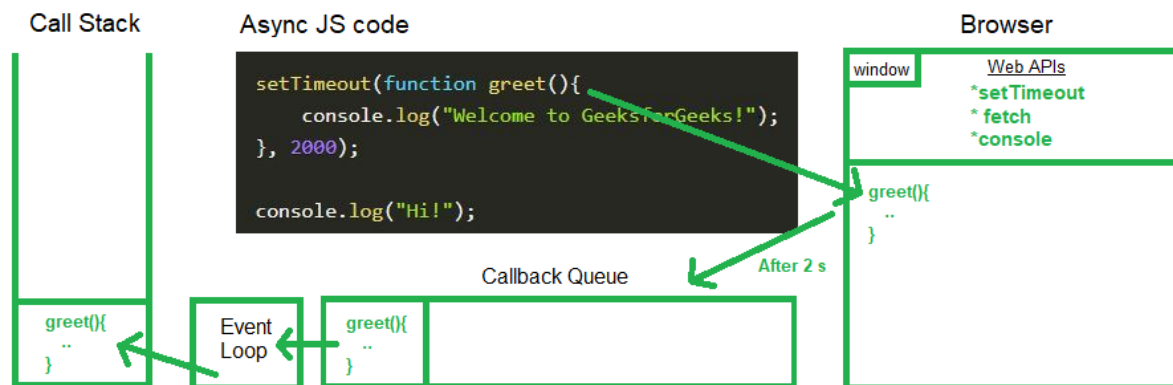 Call Stack
Async JS code
Browser
setTimeout(function greet(){
console.log("Welcome to GeeksforGeeks!");
}, 2000);
console.log("Hi!");
window
Web APIs
*setTimeout
* fetch
*console
greet(){
..
}
After 2 s
Callback Queue
greet(){
..
}
Event
Loop
greet(){
..
}